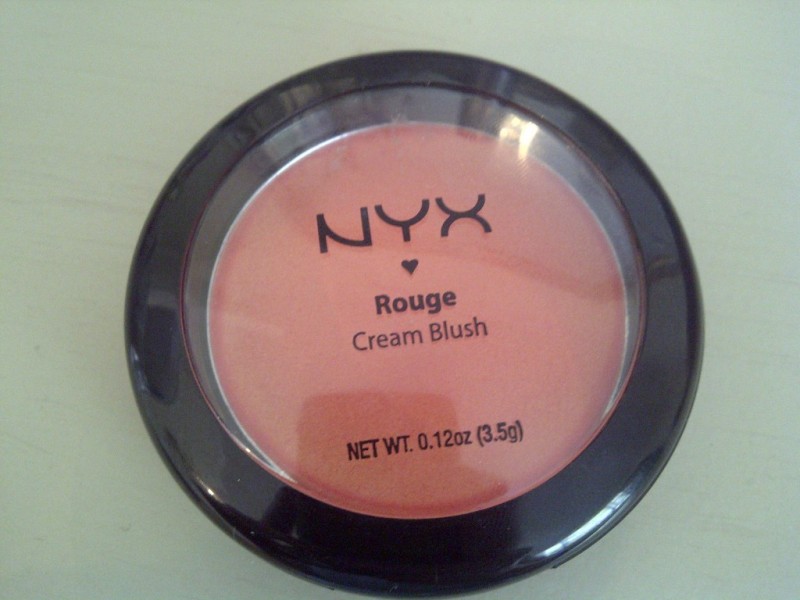 NYX
Rouge
Cream Blush
NET WT. 0.12oz (3.5g)